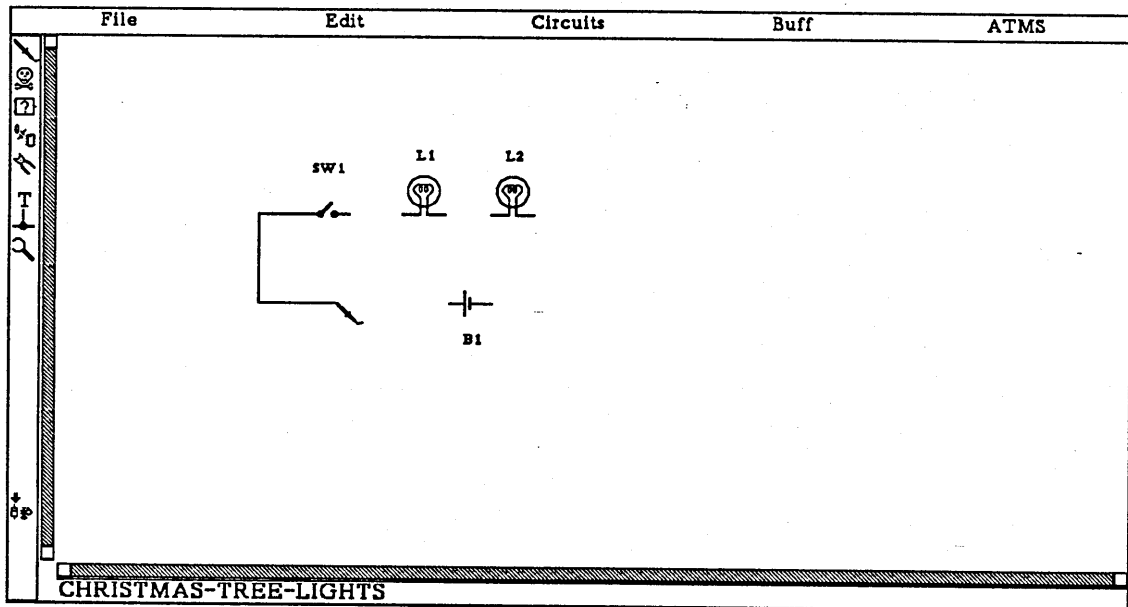 File Edit Circuits Buff ATMS
?
T
L1 L2
SW1
B1
CHRISTMAS-TREE-LIGHTS